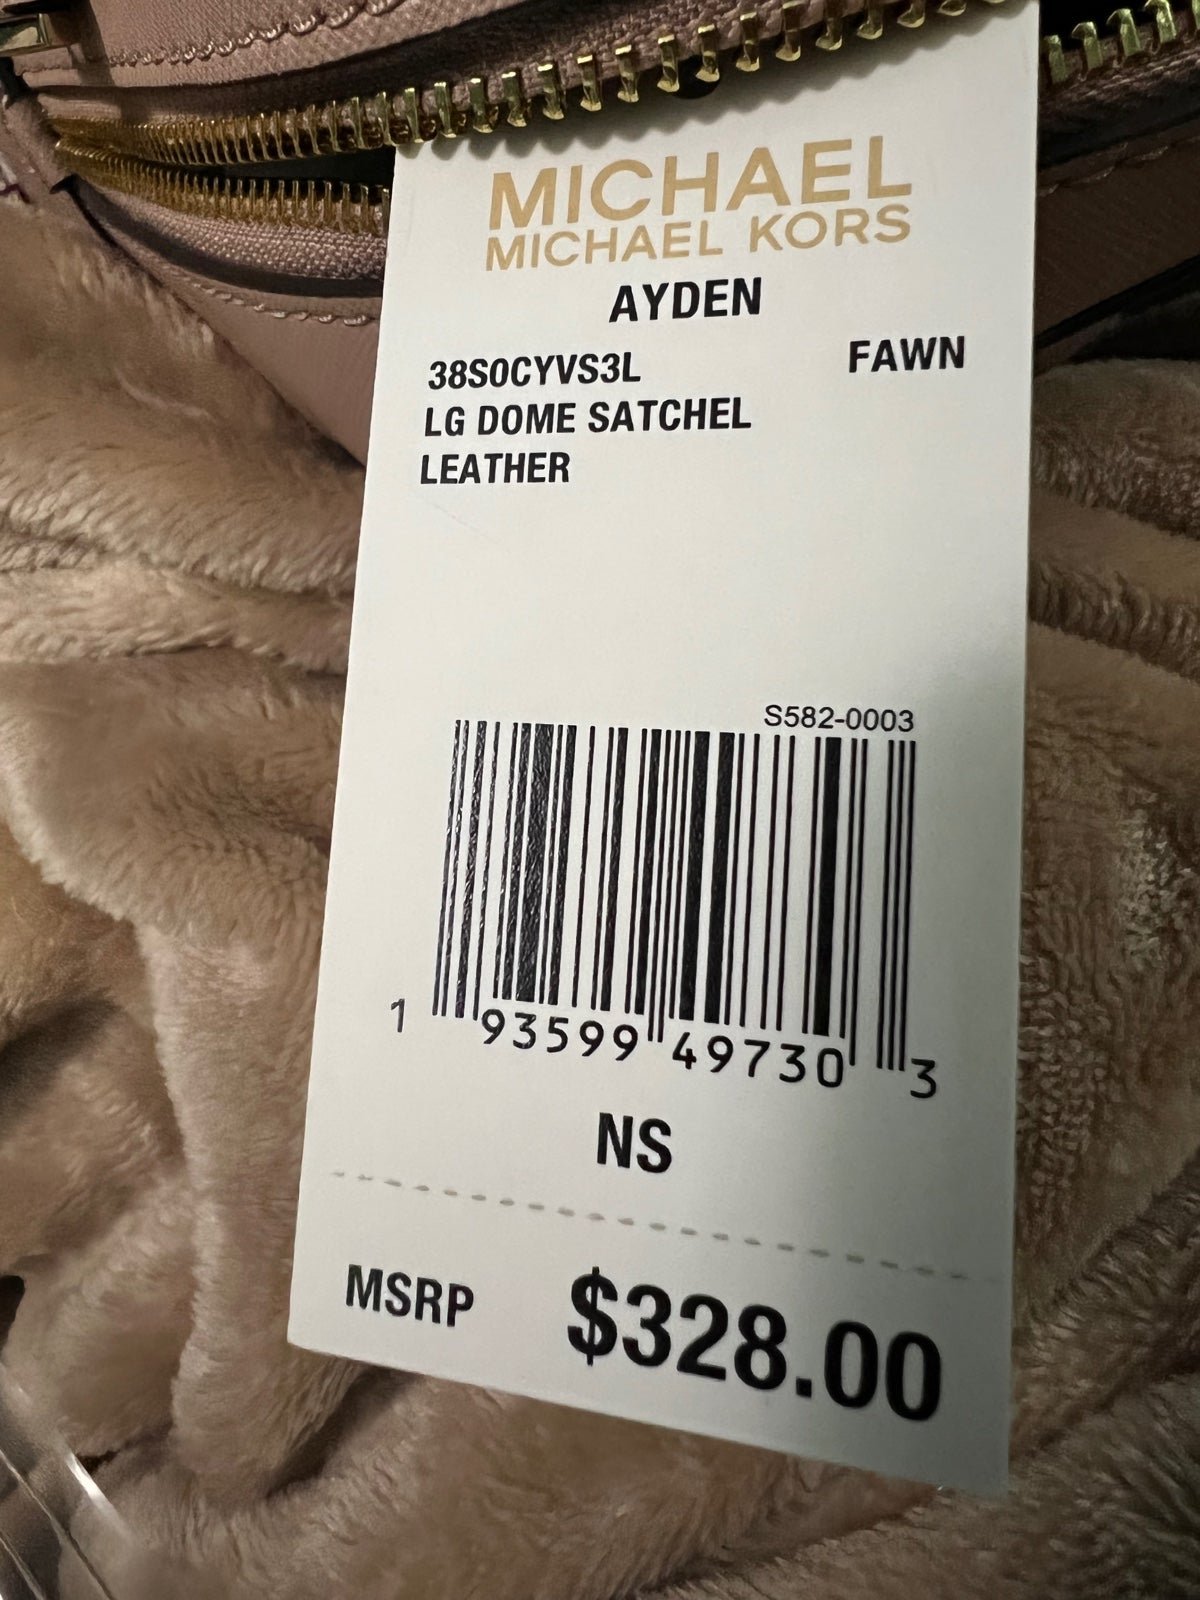 MICHAEL
MICHAEL KORS
AYDEN
38S0CYVS3L FAWN
LG DOME SATCHEL
LEATHER
S582-0003
1 93599 49730 3
NS
MSRP $328.00